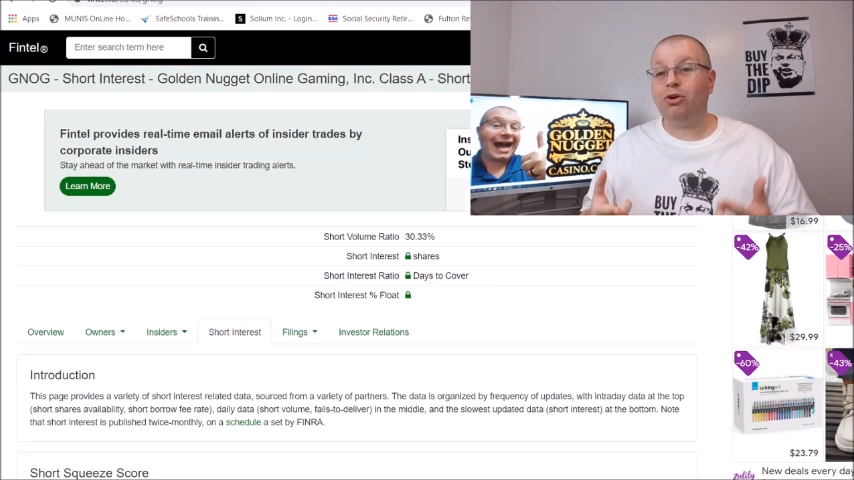 Apps
MUNIS OnLine Ho...
SafeSchools Trainin...
Solium Inc. - Login...
Social Security Retir...
Fulton Res
Fintel®
Enter search term here
GNOG - Short Interest - Golden Nugget Online Gaming, Inc. Class A - Short
Fintel provides real-time email alerts of insider trades by
corporate insiders
Stay ahead of the market with real-time insider trading alerts.
Learn More
Ins
Ou
Sto
GOLDEN
NUGGET
CASINO.C
BUY
THE
DIP
BUY
THE
Short Volume Ratio 30.33%
Short Interest shares
Short Interest Ratio Days to Cover
Short Interest % Float
Overview
Owners
Insiders
Short Interest
Filings
Investor Relations
Introduction
This page provides a variety of short interest related data, sourced from a variety of partners. The data is organized by frequency of updates, with intraday data at the top
(short shares availability, short borrow fee rate), daily data (short volume, fails-to-deliver) in the middle, and the slowest updated data (short interest) at the bottom. Note
that short interest is published twice-monthly, on a schedule a set by FINRA.
Short Squeeze Score
$16.99
-42%
-25%
$29.99
-60%
-43%
$23.79
zulily
New deals every day